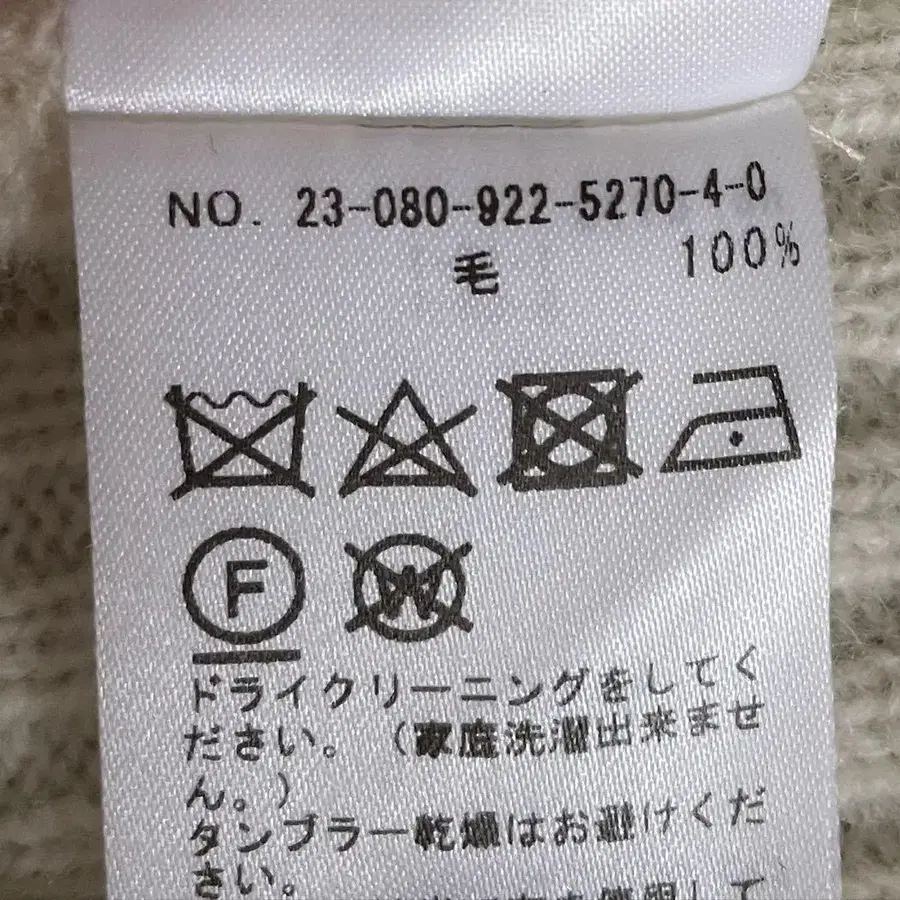 NO. 23-080-922-5270-4-0
毛 100%
F W
ドライクリーニングをしてく
ださい。（家庭洗濯出来ませ
ん。）
タンブラー乾燥はお避けくだ
さい。